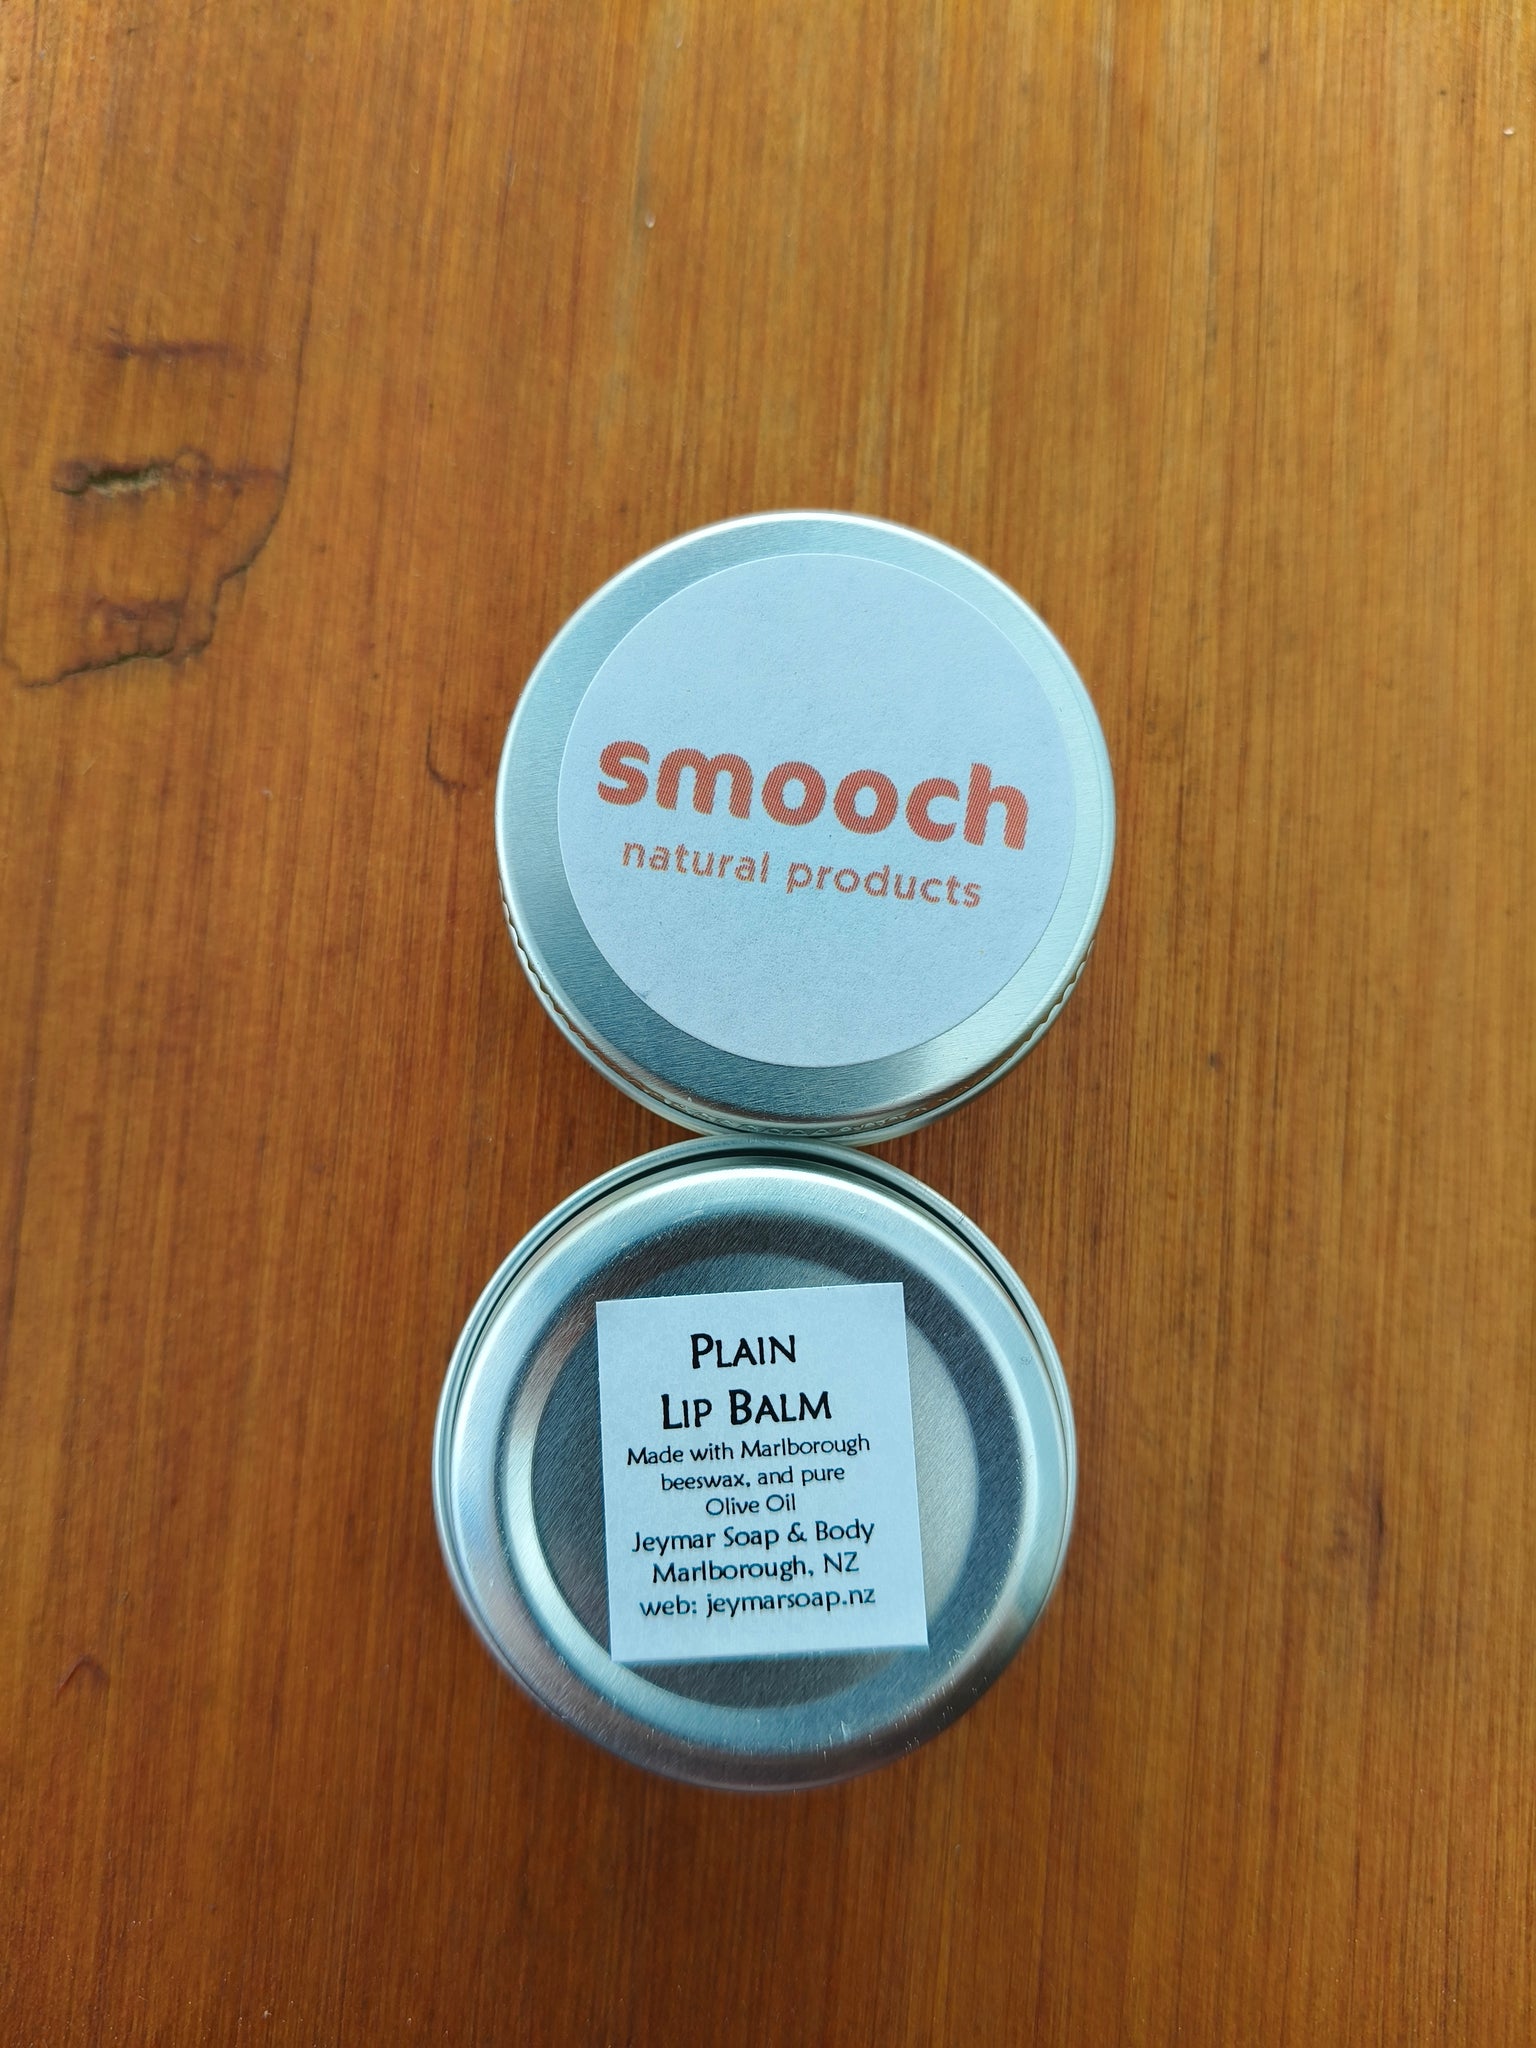 smooch
natural products
PLAIN
LIP BALM
Made with Marlborough
beeswax, and pure
Olive Oil
Jeymar Soap & Body
Marlborough, NZ
web: jeymarsoap.nz